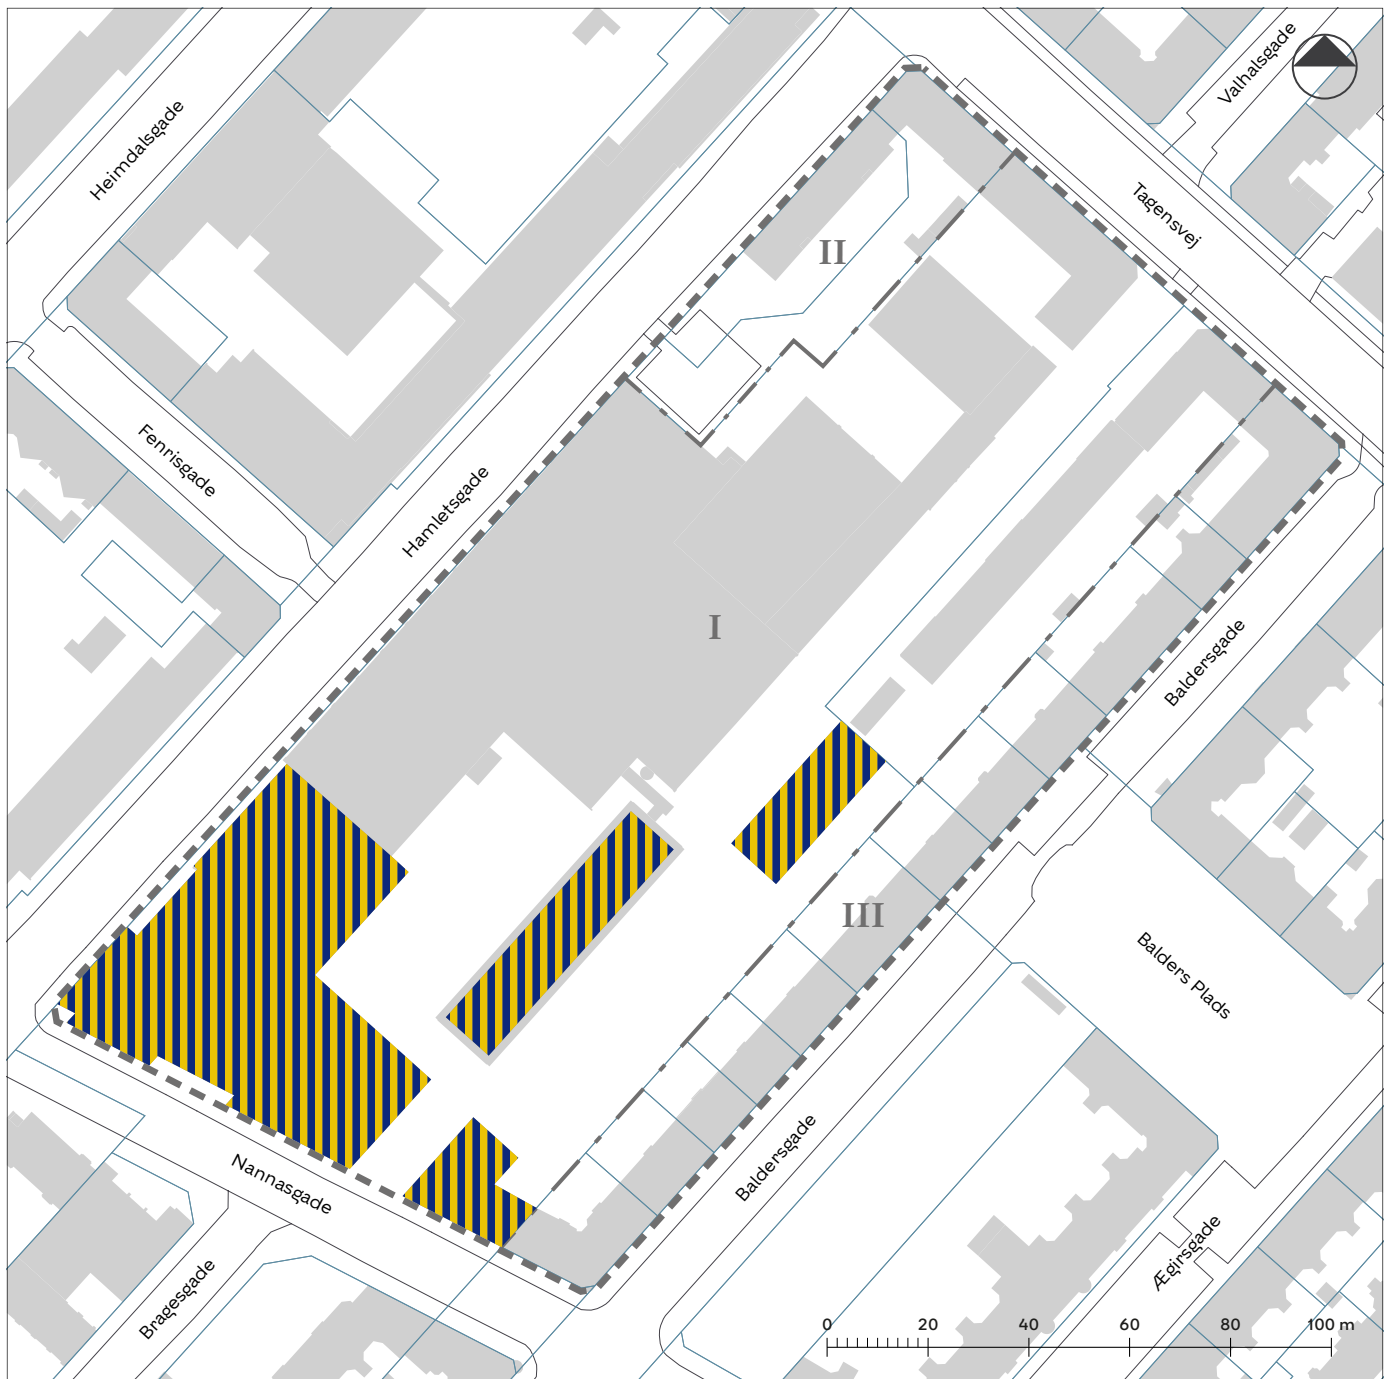 Valhalsgade
Heimdalsgade
Tagensvej
II
Fenrisgade
Hamletsgade
I
Baldersgade
III
Balders Plads
Nannasgade
Baldersgade
Ægirsgade
Bragesgade
0 20 40 60 80 100 m